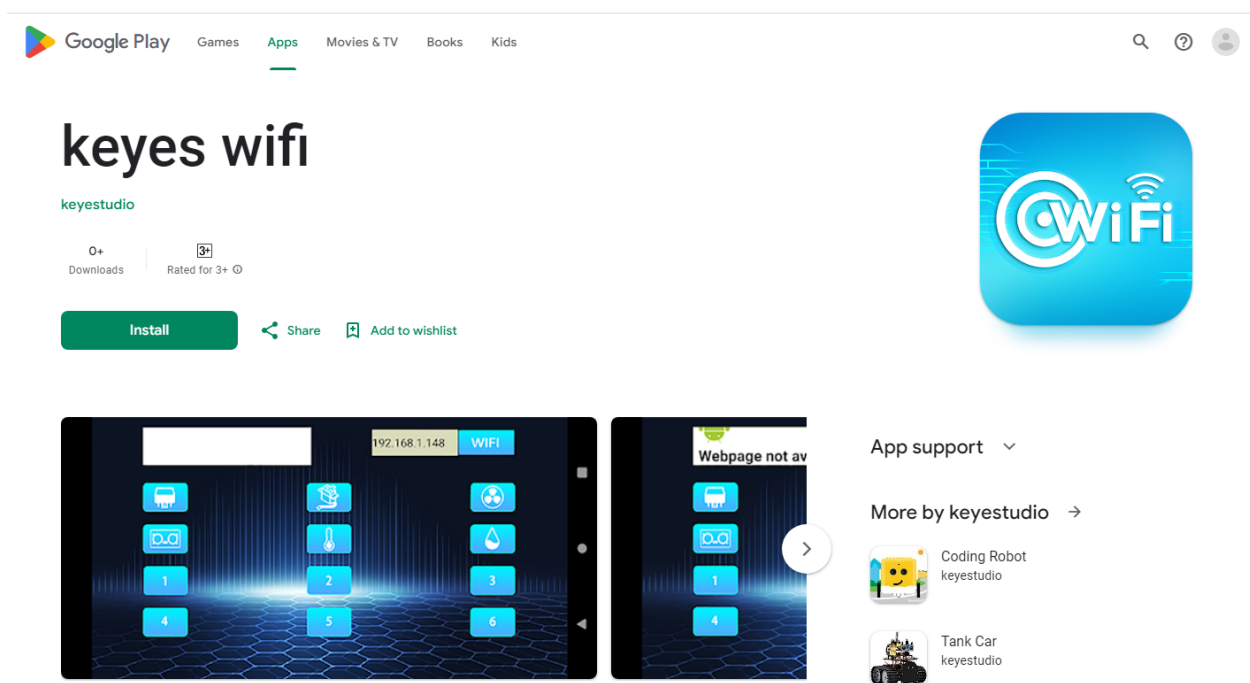 Google Play Games Apps Movies & TV Books Kids
keyes wifi
keyestudio
0+
Downloads
3+
Rated for 3+
Install
Share
Add to wishlist
WiFi
192.168.1.148 WIFI
1 2 3
4 5 6
Webpage not av
1
4
App support
More by keyestudio
Coding Robot
keyestudio
Tank Car
keyestudio